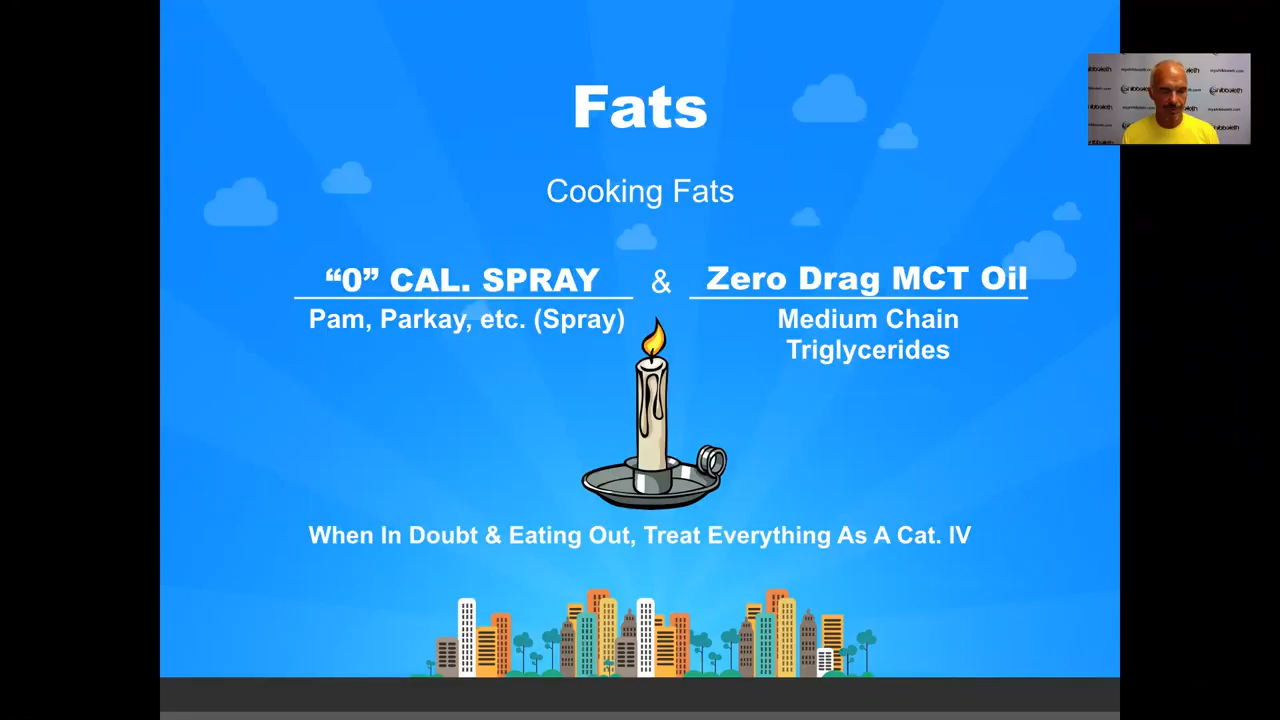 Fats
Cooking Fats
“0” CAL. SPRAY & Zero Drag MCT Oil
Pam, Parkay, etc. (Spray)
Medium Chain
Triglycerides
When In Doubt & Eating Out, Treat Everything As A Cat. IV